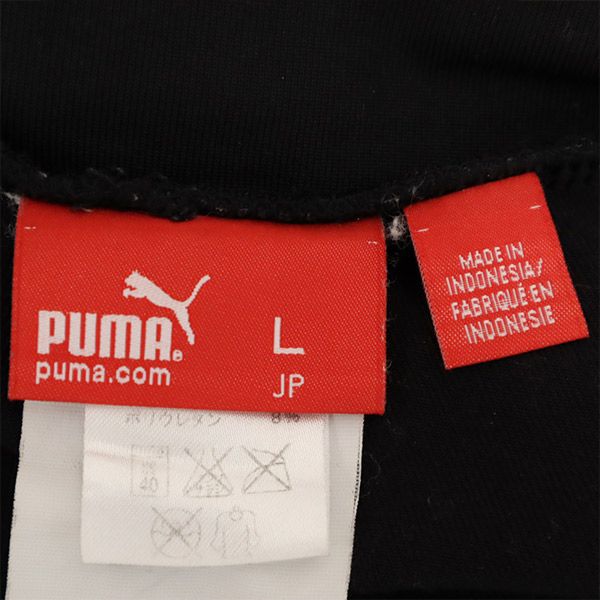 PUMA®
puma.com
L
JP
MADE IN
INDONESIA/
FABRIQUÉ EN
INDONESIE
ポリウレタン 8%
40